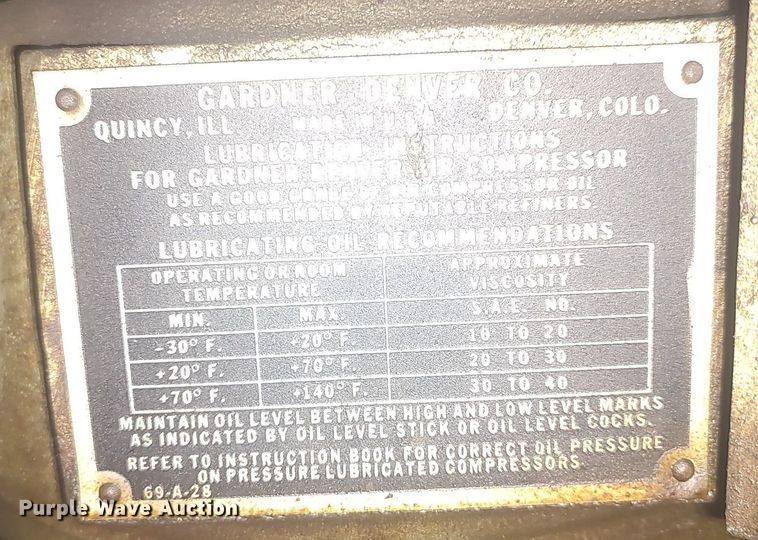 GARDNER DENVER CO.
QUINCY, ILL. MADE IN U.S.A. DENVER, COLO.
LUBRICATION INSTRUCTIONS
FOR GARDNER DENVER AIR COMPRESSOR
USE A GOOD GRADE OF AIR COMPRESSOR OIL
AS RECOMMENDED BY REPUTABLE REFINERS
LUBRICATING OIL RECOMMENDATIONS
OPERATING OR ROOM APPROXIMATE
TEMPERATURE VISCOSITY
MIN. MAX. S.A.E. NO.
-30° F. +20° F. 10 TO 20
+20° F. +70° F. 20 TO 30
+70° F. +140° F. 30 TO 40
MAINTAIN OIL LEVEL BETWEEN HIGH AND LOW LEVEL MARKS
AS INDICATED BY OIL LEVEL STICK OR OIL LEVEL COCKS.
REFER TO INSTRUCTION BOOK FOR CORRECT OIL PRESSURE
ON PRESSURE LUBRICATED COMPRESSORS
69-A-28
Purple Wave Auction